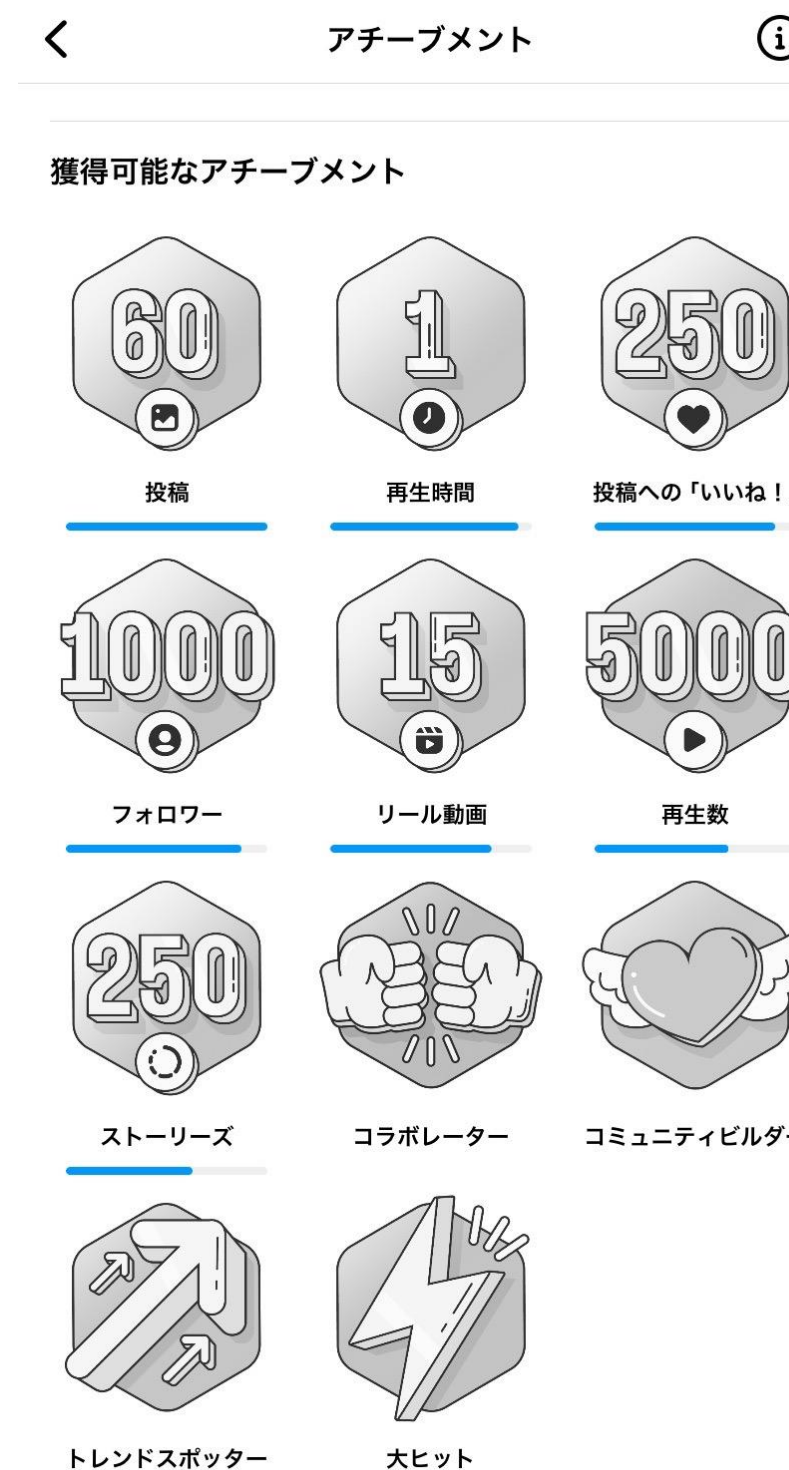 アチーブメント
獲得可能なアチーブメント
60
1
250
投稿
再生時間
投稿への「いいね！
1000
15
5000
フォロワー
リール動画
再生数
250
ストーリーズ
コラボレーター
コミュニティビルダー
トレンドスポッター
大ヒット